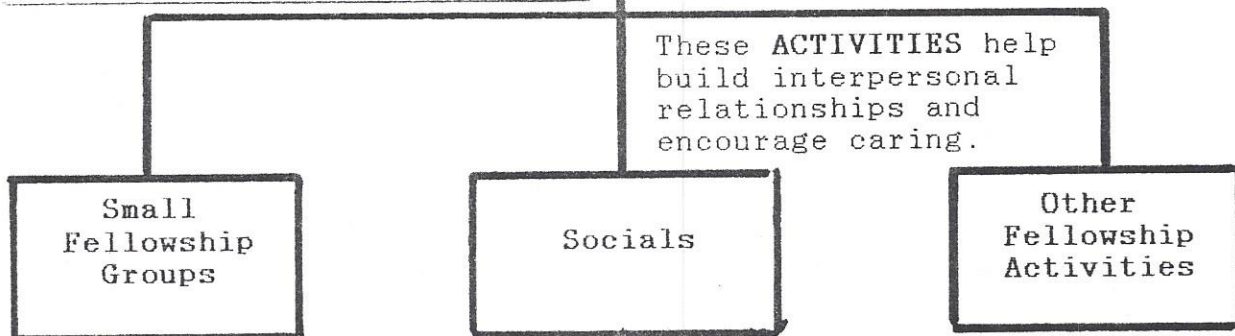 These ACTIVITIES help
build interpersonal
relationships and
encourage caring.
Small
Fellowship
Groups
Socials
Other
Fellowship
Activities